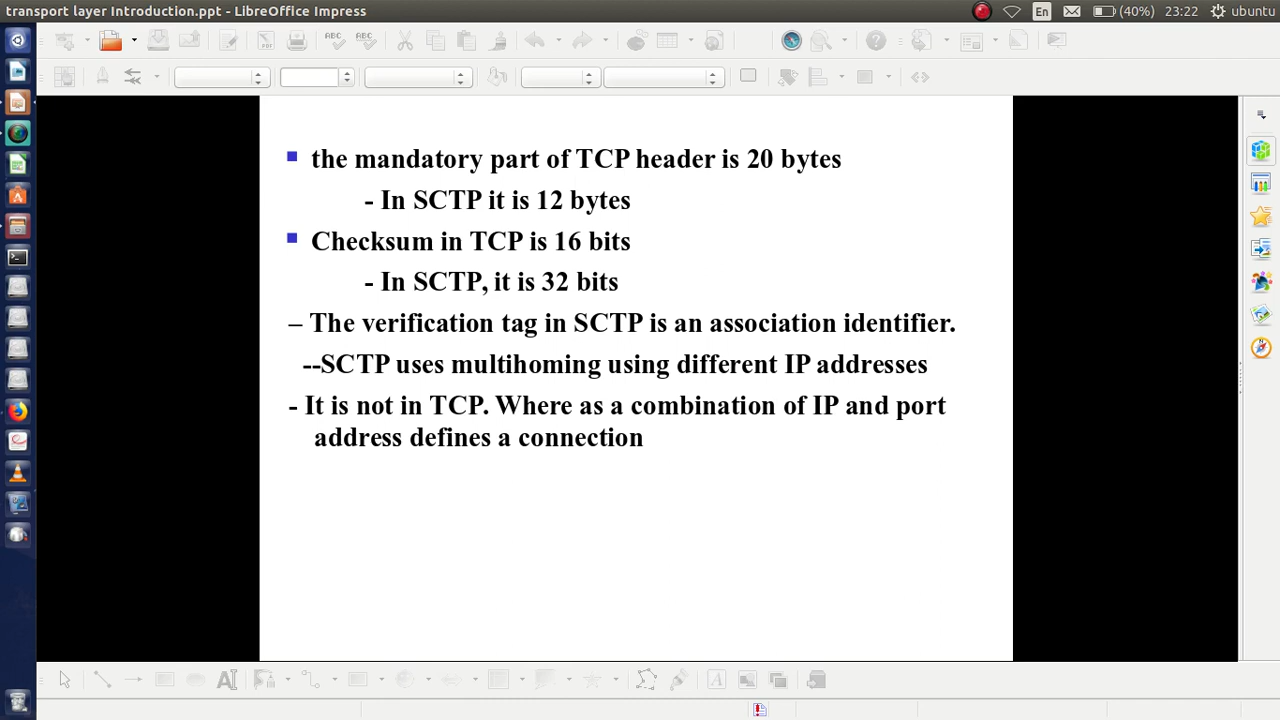 transport layer Introduction.ppt - LibreOffice Impress
En
(40%)
23:22
ubuntu
the mandatory part of TCP header is 20 bytes
- In SCTP it is 12 bytes
Checksum in TCP is 16 bits
- In SCTP, it is 32 bits
– The verification tag in SCTP is an association identifier.
--SCTP uses multihoming using different IP addresses
- It is not in TCP. Where as a combination of IP and port
address defines a connection